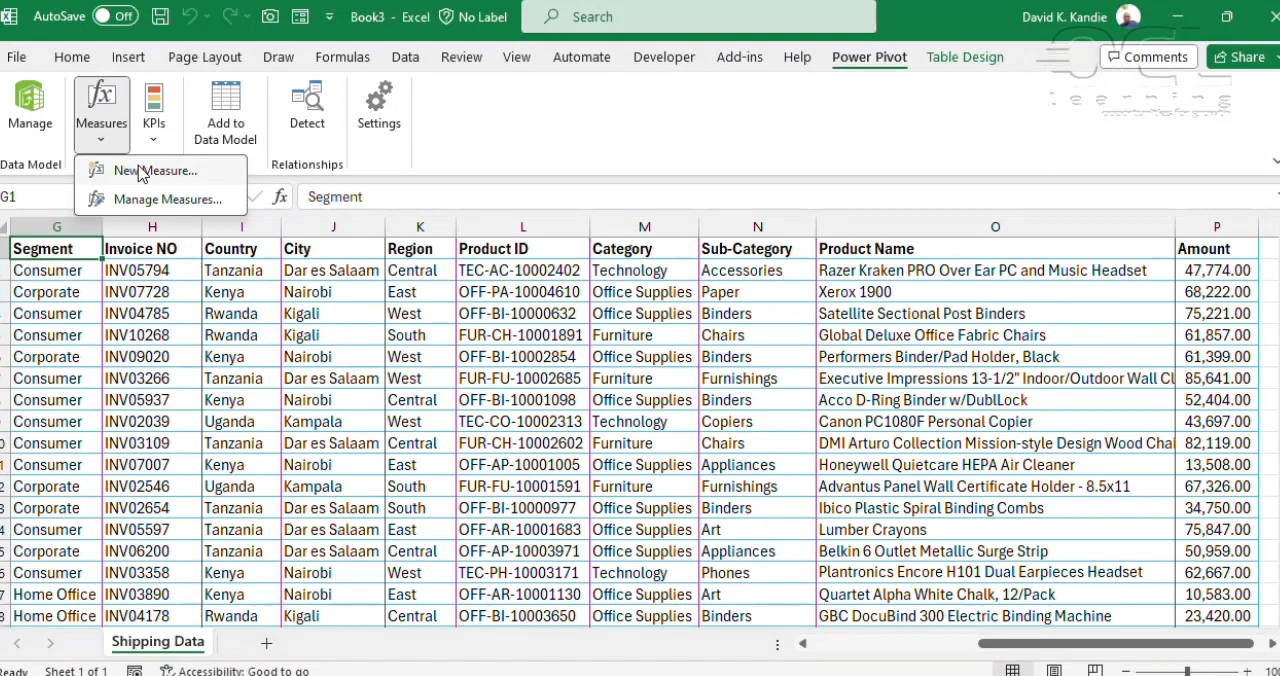 AutoSave Off Book3 - Excel No Label Search David K. Kandie
File Home Insert Page Layout Draw Formulas Data Review View Automate Developer Add-ins Help Power Pivot Table Design Comments Share
Manage Measures KPIs Add to Data Model Detect Settings
Data Model Relationships
New Measure...
Manage Measures...
learning
G1 fx Segment
G H I J K L M N O P
Segment Invoice NO Country City Region Product ID Category Sub-Category Product Name Amount
Consumer INV05794 Tanzania Dar es Salaam Central TEC-AC-10002402 Technology Accessories Razer Kraken PRO Over Ear PC and Music Headset 47,774.00
Corporate INV07728 Kenya Nairobi East OFF-PA-10004610 Office Supplies Paper Xerox 1900 68,222.00
Consumer INV04785 Rwanda Kigali West OFF-BI-10000632 Office Supplies Binders Satellite Sectional Post Binders 75,221.00
Consumer INV10268 Rwanda Kigali South FUR-CH-10001891 Furniture Chairs Global Deluxe Office Fabric Chairs 61,857.00
Corporate INV09020 Kenya Nairobi West OFF-BI-10002854 Office Supplies Binders Performers Binder/Pad Holder, Black 61,399.00
Consumer INV03266 Tanzania Dar es Salaam West FUR-FU-10002685 Furniture Furnishings Executive Impressions 13-1/2" Indoor/Outdoor Wall Cl 85,641.00
Consumer INV05937 Kenya Nairobi Central OFF-BI-10001098 Office Supplies Binders Acco D-Ring Binder w/DublLock 52,404.00
Consumer INV02039 Uganda Kampala West TEC-CO-10002313 Technology Copiers Canon PC1080F Personal Copier 43,697.00
Consumer INV03109 Tanzania Dar es Salaam Central FUR-CH-10002602 Furniture Chairs DMI Arturo Collection Mission-style Design Wood Chai 82,119.00
Consumer INV07007 Kenya Nairobi East OFF-AP-10001005 Office Supplies Appliances Honeywell Quietcare HEPA Air Cleaner 13,508.00
Corporate INV02546 Uganda Kampala South FUR-FU-10001591 Furniture Furnishings Advantus Panel Wall Certificate Holder - 8.5x11 67,326.00
Corporate INV02654 Tanzania Dar es Salaam South OFF-BI-10000977 Office Supplies Binders Ibico Plastic Spiral Binding Combs 34,750.00
Consumer INV05597 Tanzania Dar es Salaam East OFF-AR-10001683 Office Supplies Art Lumber Crayons 75,847.00
Corporate INV06200 Tanzania Dar es Salaam Central OFF-AP-10003971 Office Supplies Appliances Belkin 6 Outlet Metallic Surge Strip 50,959.00
Consumer INV03358 Kenya Nairobi West TEC-PH-10003171 Technology Phones Plantronics Encore H101 Dual Earpieces Headset 62,667.00
Home Office INV03890 Kenya Nairobi East OFF-AR-10001130 Office Supplies Art Quartet Alpha White Chalk, 12/Pack 10,583.00
Home Office INV04178 Rwanda Kigali Central OFF-BI-10003650 Office Supplies Binders GBC DocuBind 300 Electric Binding Machine 23,420.00
Shipping Data
Sheet 1 of 1 Accessibility: Good to go